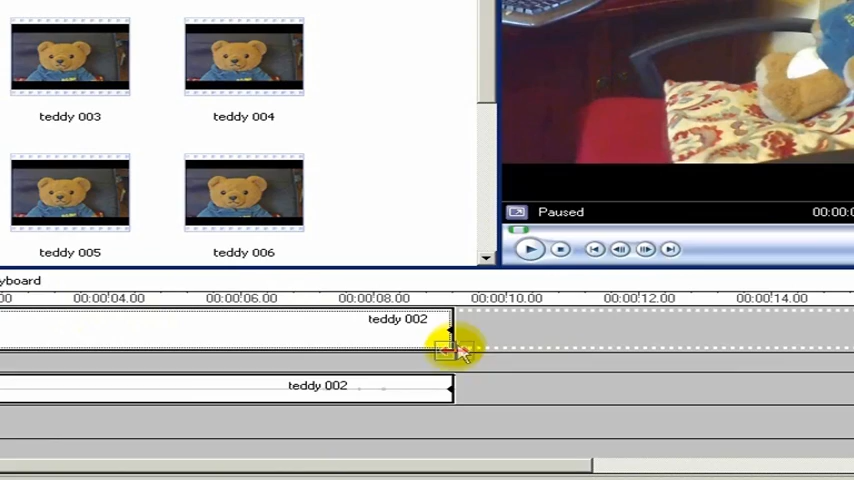 teddy 003
teddy 004
teddy 005
teddy 006
Paused
00:00:0
yboard
00
00:00:04.00
00:00:06.00
00:00:08.00
00:00:10.00
00:00:12.00
00:00:14.00
teddy 002
teddy 002